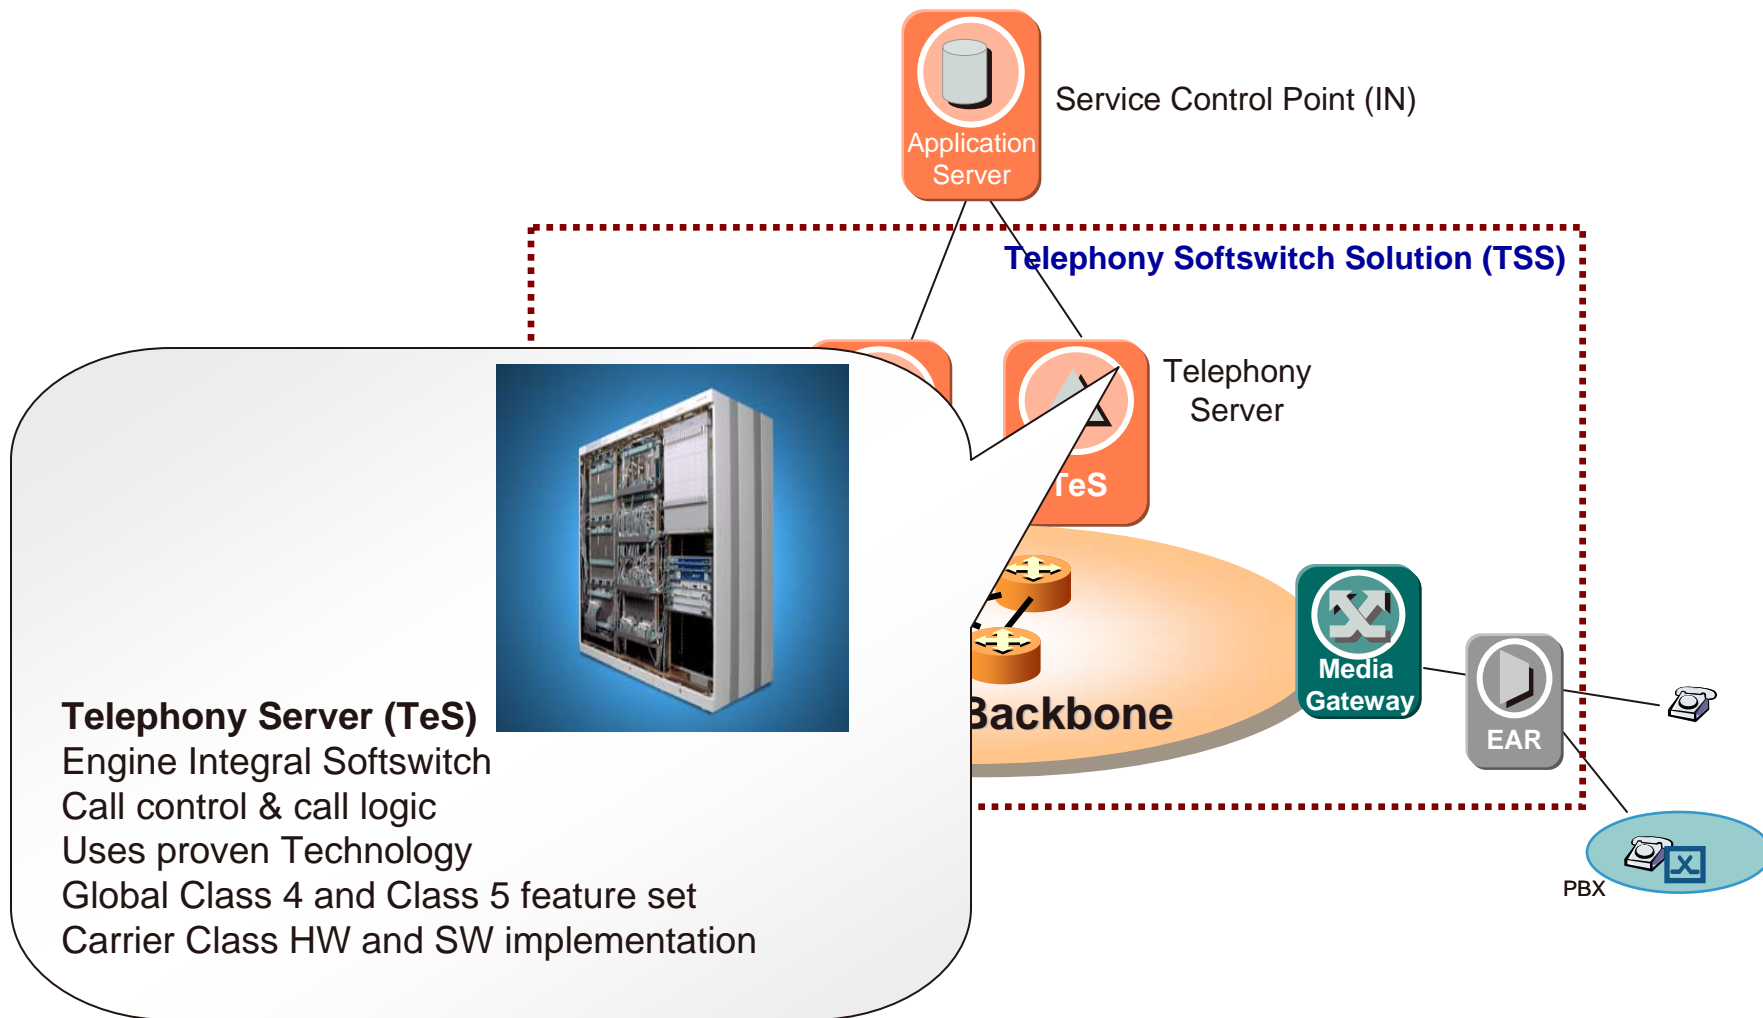 Application
Server
Service Control Point (IN)
Telephony Softswitch Solution (TSS)
Telephony
Server
TeS
Backbone
Media
Gateway
EAR
PBX
Telephony Server (TeS)
Engine Integral Softswitch
Call control & call logic
Uses proven Technology
Global Class 4 and Class 5 feature set
Carrier Class HW and SW implementation